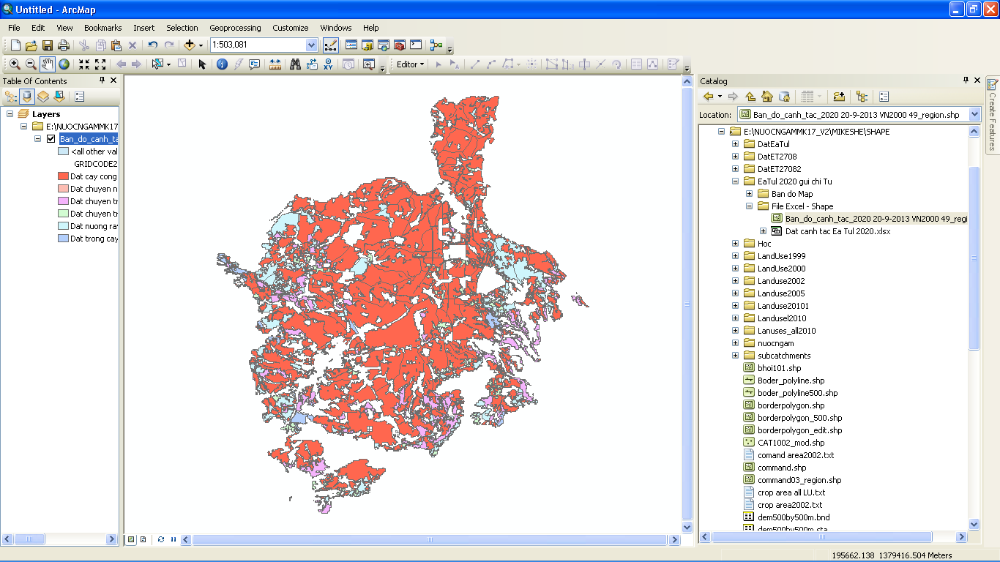 Untitled - ArcMap
File Edit View Bookmarks Insert Selection Geoprocessing Customize Windows Help
1:503,081
Editor
Table Of Contents
Layers
E:\NUOCNGAMMK17
Ban_do_canh_ta
<all other val
GRIDCODE2
Dat cay cong
Dat chuyen n
Dat chuyen tr
Dat chuyen tr
Dat nuong ra
Dat trong cay
Catalog
Location: Ban_do_canh_tac_2020 20-9-2013 VN2000 49_region.shp
E:\NUOCNGAMMK17_V2\MIKESHE\SHAPE
DatEaTul
DatET2708
DatET27082
EaTul 2020 gui chi Tu
Ban do Map
File Excel - Shape
Ban_do_canh_tac_2020 20-9-2013 VN2000 49_regi
Dat canh tac Ea Tul 2020.xlsx
Hoc
LandUse1999
LandUse2000
Landuse2002
Landuse2005
Landuse20101
Landusel2010
Lanuses_all2010
nuocngam
subcatchments
bhoi101.shp
Boder_polyline.shp
boder_polyline500.shp
borderpolygon.shp
borderpolygon_500.shp
borderpolygon_edit.shp
CAT1002_mod.shp
comand area2002.txt
command.shp
command03_region.shp
crop area all LU.txt
crop area2002.txt
dem500by500m.bnd
dem500by500m.sta
Create Features
195662.138 1379416.504 Meters